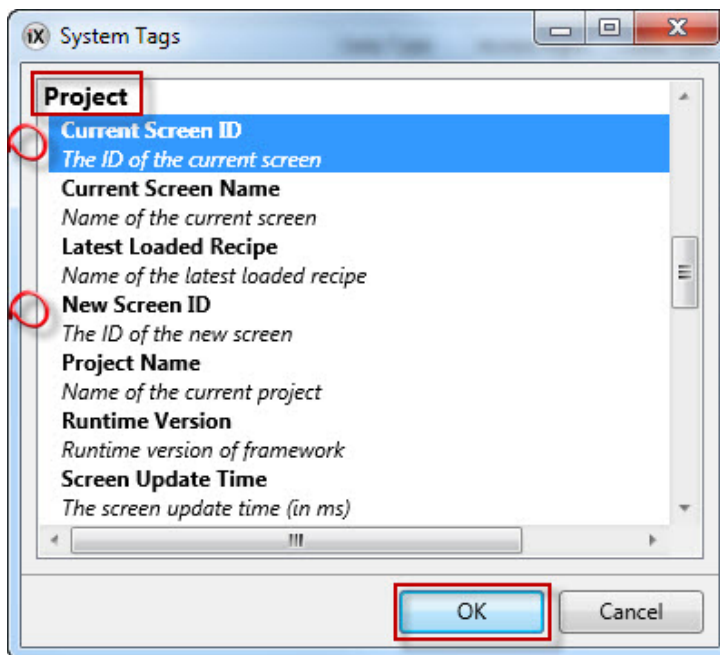 iX System Tags
Project
Current Screen ID
The ID of the current screen
Current Screen Name
Name of the current screen
Latest Loaded Recipe
Name of the latest loaded recipe
New Screen ID
The ID of the new screen
Project Name
Name of the current project
Runtime Version
Runtime version of framework
Screen Update Time
The screen update time (in ms)
OK Cancel